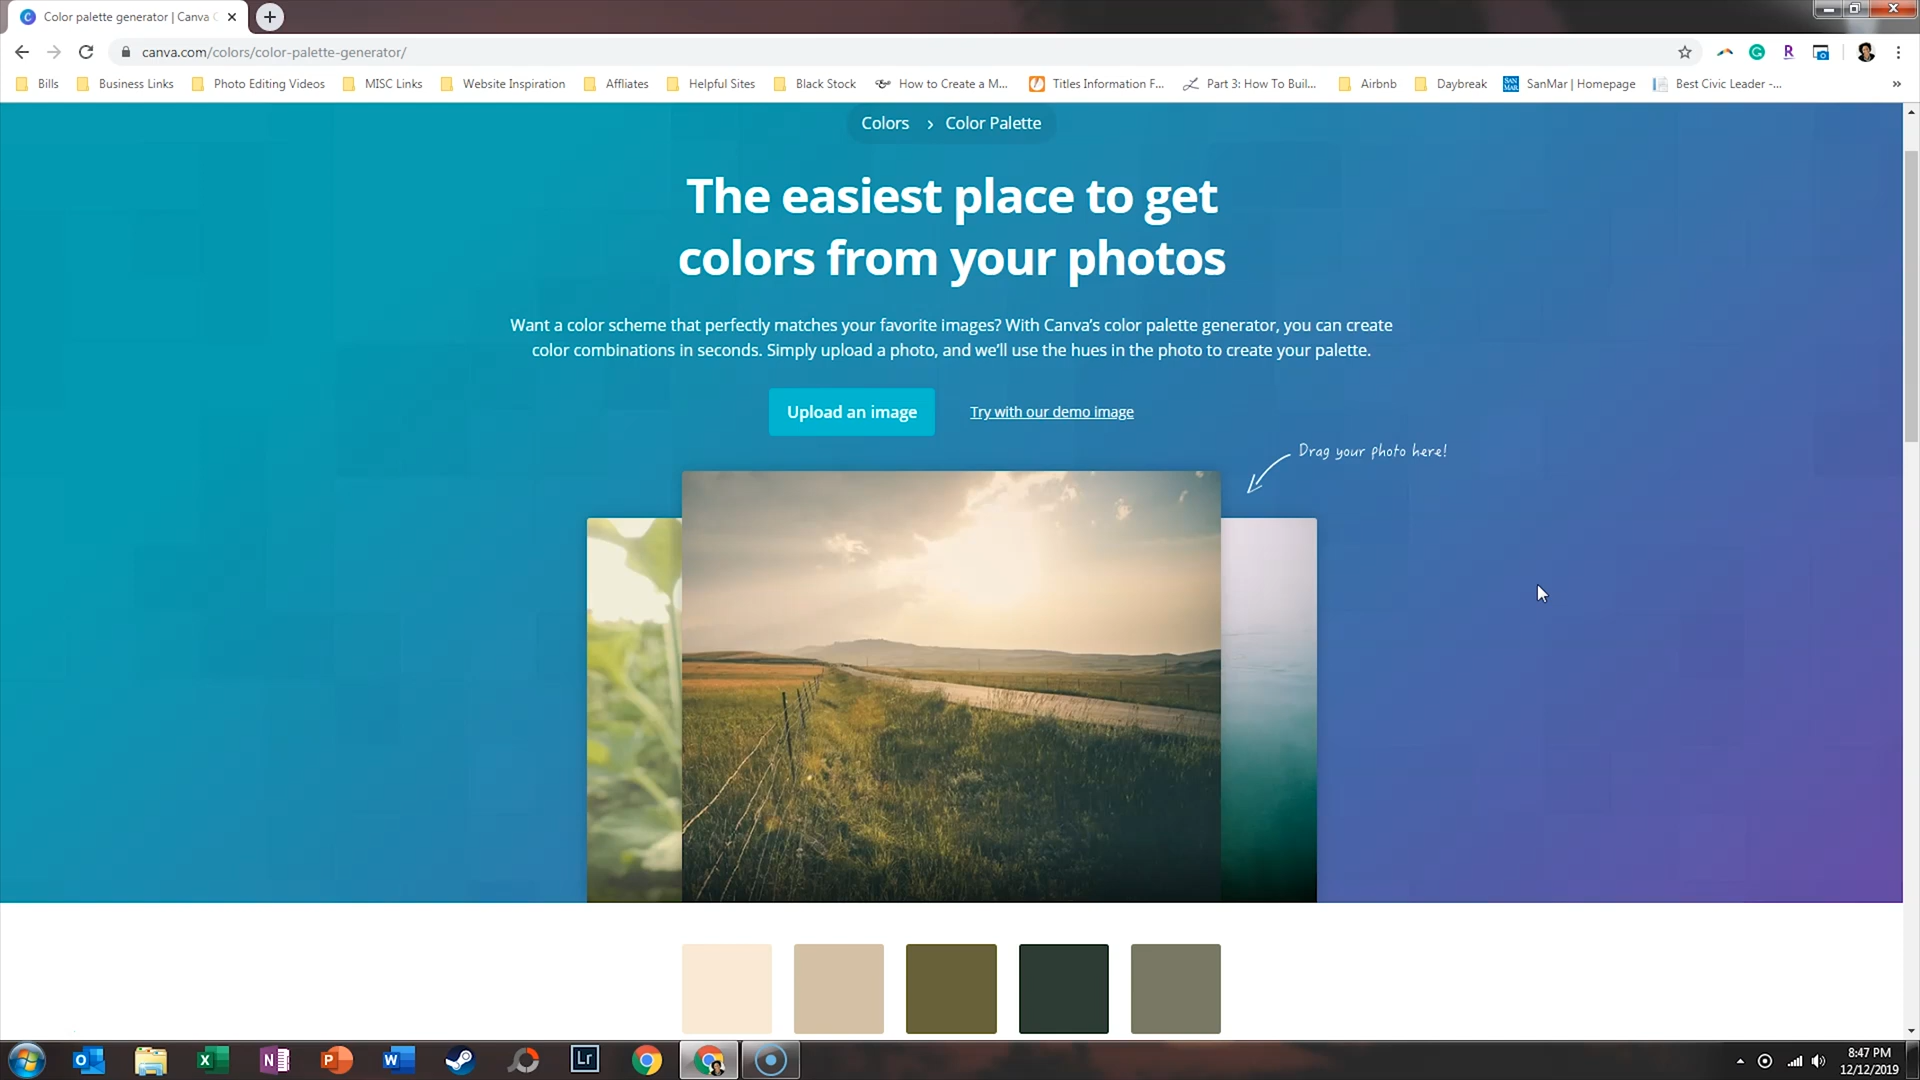 Color palette generator | Canva C
canva.com/colors/color-palette-generator/
Bills Business Links Photo Editing Videos MISC Links Website Inspiration Affliates Helpful Sites Black Stock How to Create a M... Titles Information F... Part 3: How To Buil... Airbnb Daybreak SAN MAR SanMar | Homepage Best Civic Leader -... »
Colors › Color Palette
The easiest place to get
colors from your photos
Want a color scheme that perfectly matches your favorite images? With Canva’s color palette generator, you can create
color combinations in seconds. Simply upload a photo, and we’ll use the hues in the photo to create your palette.
Upload an image Try with our demo image
Drag your photo here!
Lr
8:47 PM
12/12/2019